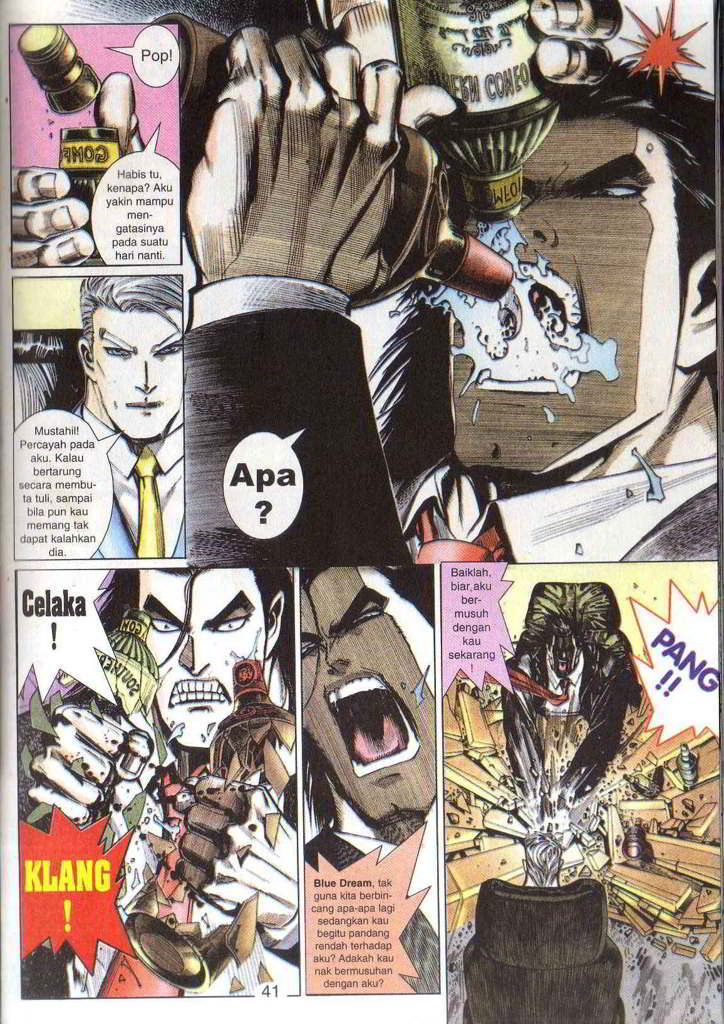 Pop!
Habis tu,
kenapa? Aku
yakin mampu
men-
gatasinya
pada suatu
hari nanti.
Mustahil!
Percayah pada
aku. Kalau
bertarung
secara membu-
ta tuli, sampai
bila pun kau
memang tak
dapat kalahkan
dia.
Apa
?
Celaka
!
KLANG
!
Blue Dream, tak
guna kita berbin-
cang apa-apa lagi
sedangkan kau
begitu pandang
rendah terhadap
aku? Adakah kau
nak bermusuhan
dengan aku?
Baiklah,
biar aku
ber-
musuh
dengan
kau
sekarang
!
PANG
!!
41